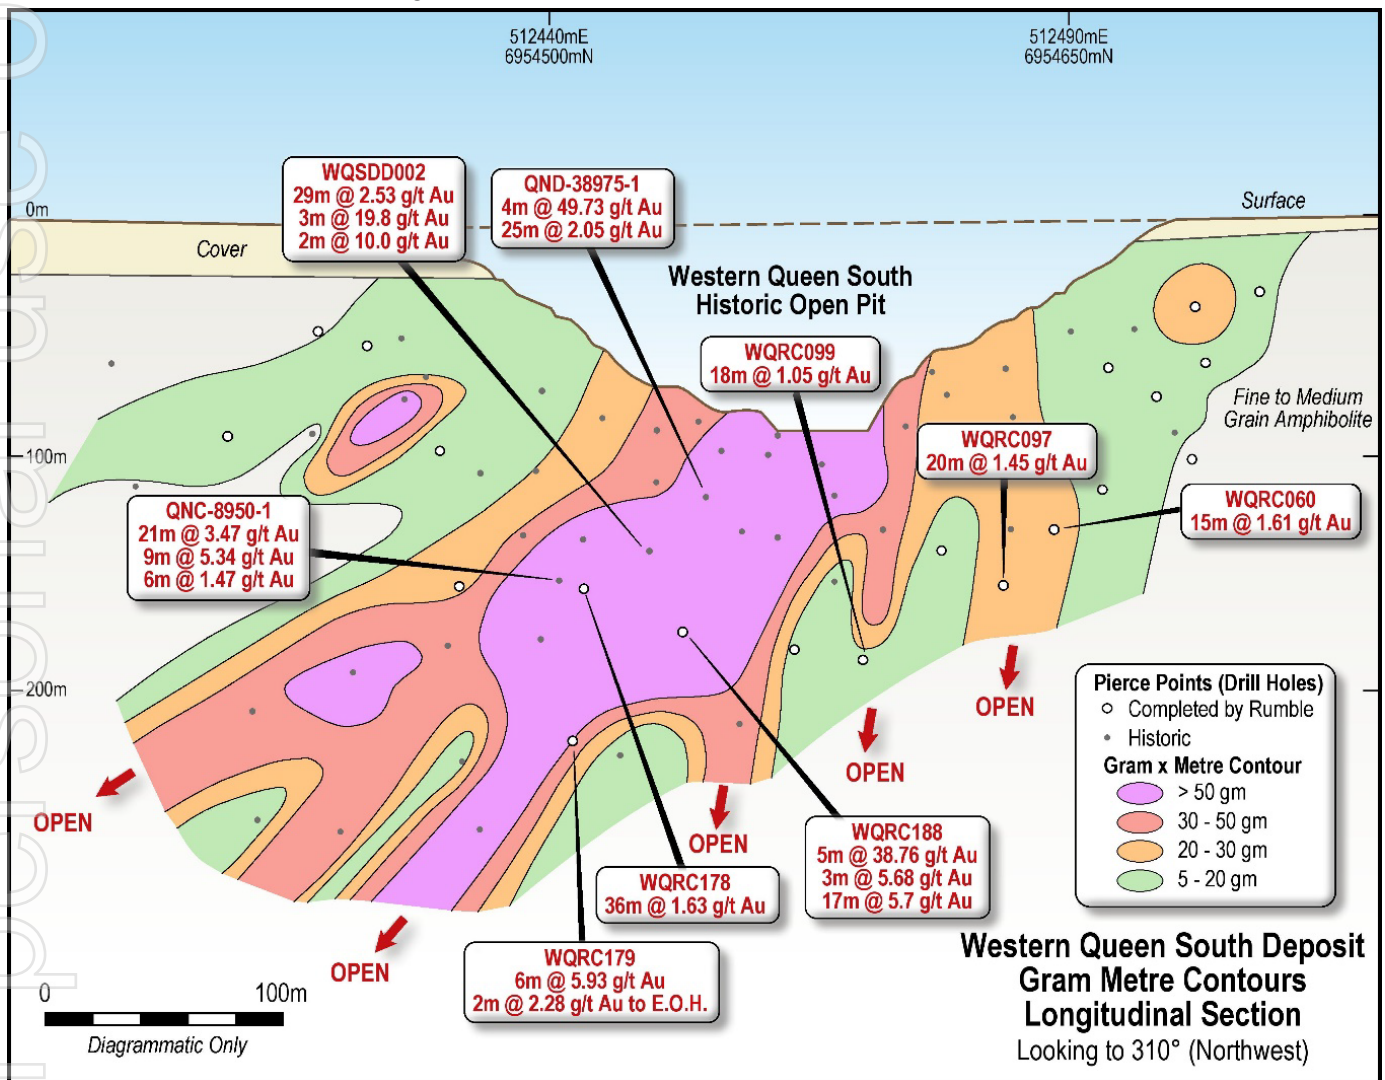 512440mE
6954500mN
512490mE
6954650mN
WQSDD002
29m @ 2.53 g/t Au
3m @ 19.8 g/t Au
2m @ 10.0 g/t Au
QND-38975-1
4m @ 49.73 g/t Au
25m @ 2.05 g/t Au
0m
Surface
Cover
Western Queen South
Historic Open Pit
WQRC099
18m @ 1.05 g/t Au
Fine to Medium
Grain Amphibolite
WQRC097
20m @ 1.45 g/t Au
100m
WQRC060
15m @ 1.61 g/t Au
QNC-8950-1
21m @ 3.47 g/t Au
9m @ 5.34 g/t Au
6m @ 1.47 g/t Au
200m
OPEN
OPEN
OPEN
OPEN
OPEN
Pierce Points (Drill Holes)
Completed by Rumble
Historic
Gram x Metre Contour
> 50 gm
30 - 50 gm
20 - 30 gm
5 - 20 gm
WQRC188
5m @ 38.76 g/t Au
3m @ 5.68 g/t Au
17m @ 5.7 g/t Au
WQRC178
36m @ 1.63 g/t Au
WQRC179
6m @ 5.93 g/t Au
2m @ 2.28 g/t Au to E.O.H.
0 100m
Diagrammatic Only
Western Queen South Deposit
Gram Metre Contours
Longitudinal Section
Looking to 310° (Northwest)